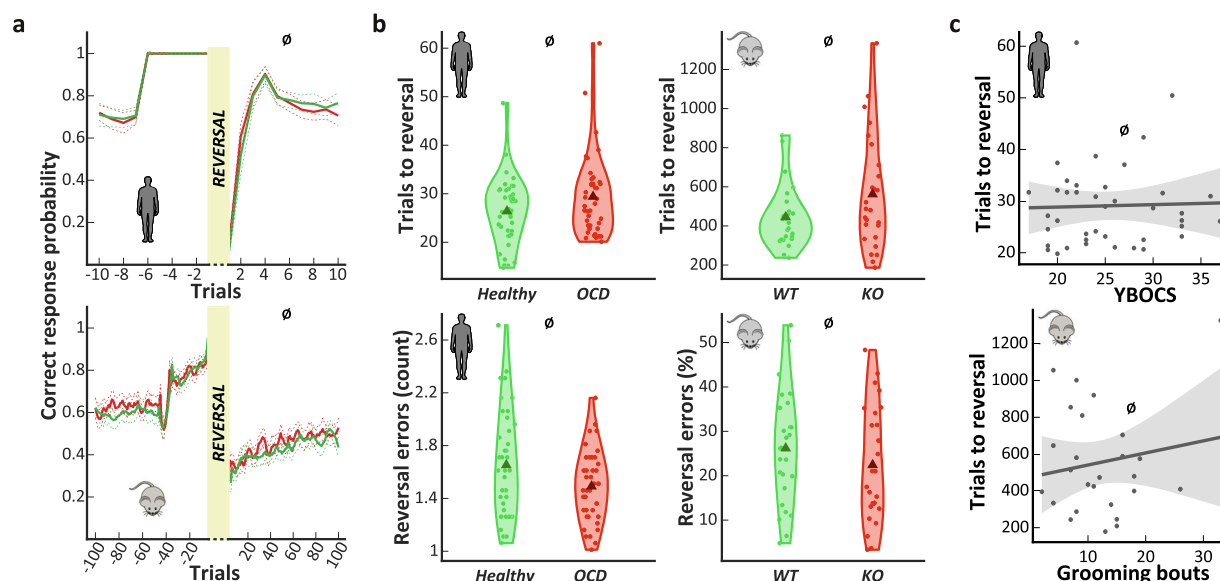 a
b
c
Correct response probability
ø
1
0.8
0.6
0.4
0.2
REVERSAL
-10 -8 -6 -4 -2 2 4 6 8 10
Trials
ø
1
0.8
0.6
0.4
0.2
REVERSAL
-100 -80 -60 -40 -20 20 40 60 80 100
Trials
Trials to reversal
ø
60
50
40
30
20
Healthy OCD
Trials to reversal
ø
1200
1000
800
600
400
200
WT KO
Reversal errors (count)
ø
2.6
2.2
1.8
1.4
1
Healthy OCD
Reversal errors (%)
ø
50
40
30
20
10
WT KO
Trials to reversal
ø
60
50
40
30
20
20 25 30 35
YBOCS
Trials to reversal
ø
1200
1000
800
600
400
200
10 20 30
Grooming bouts